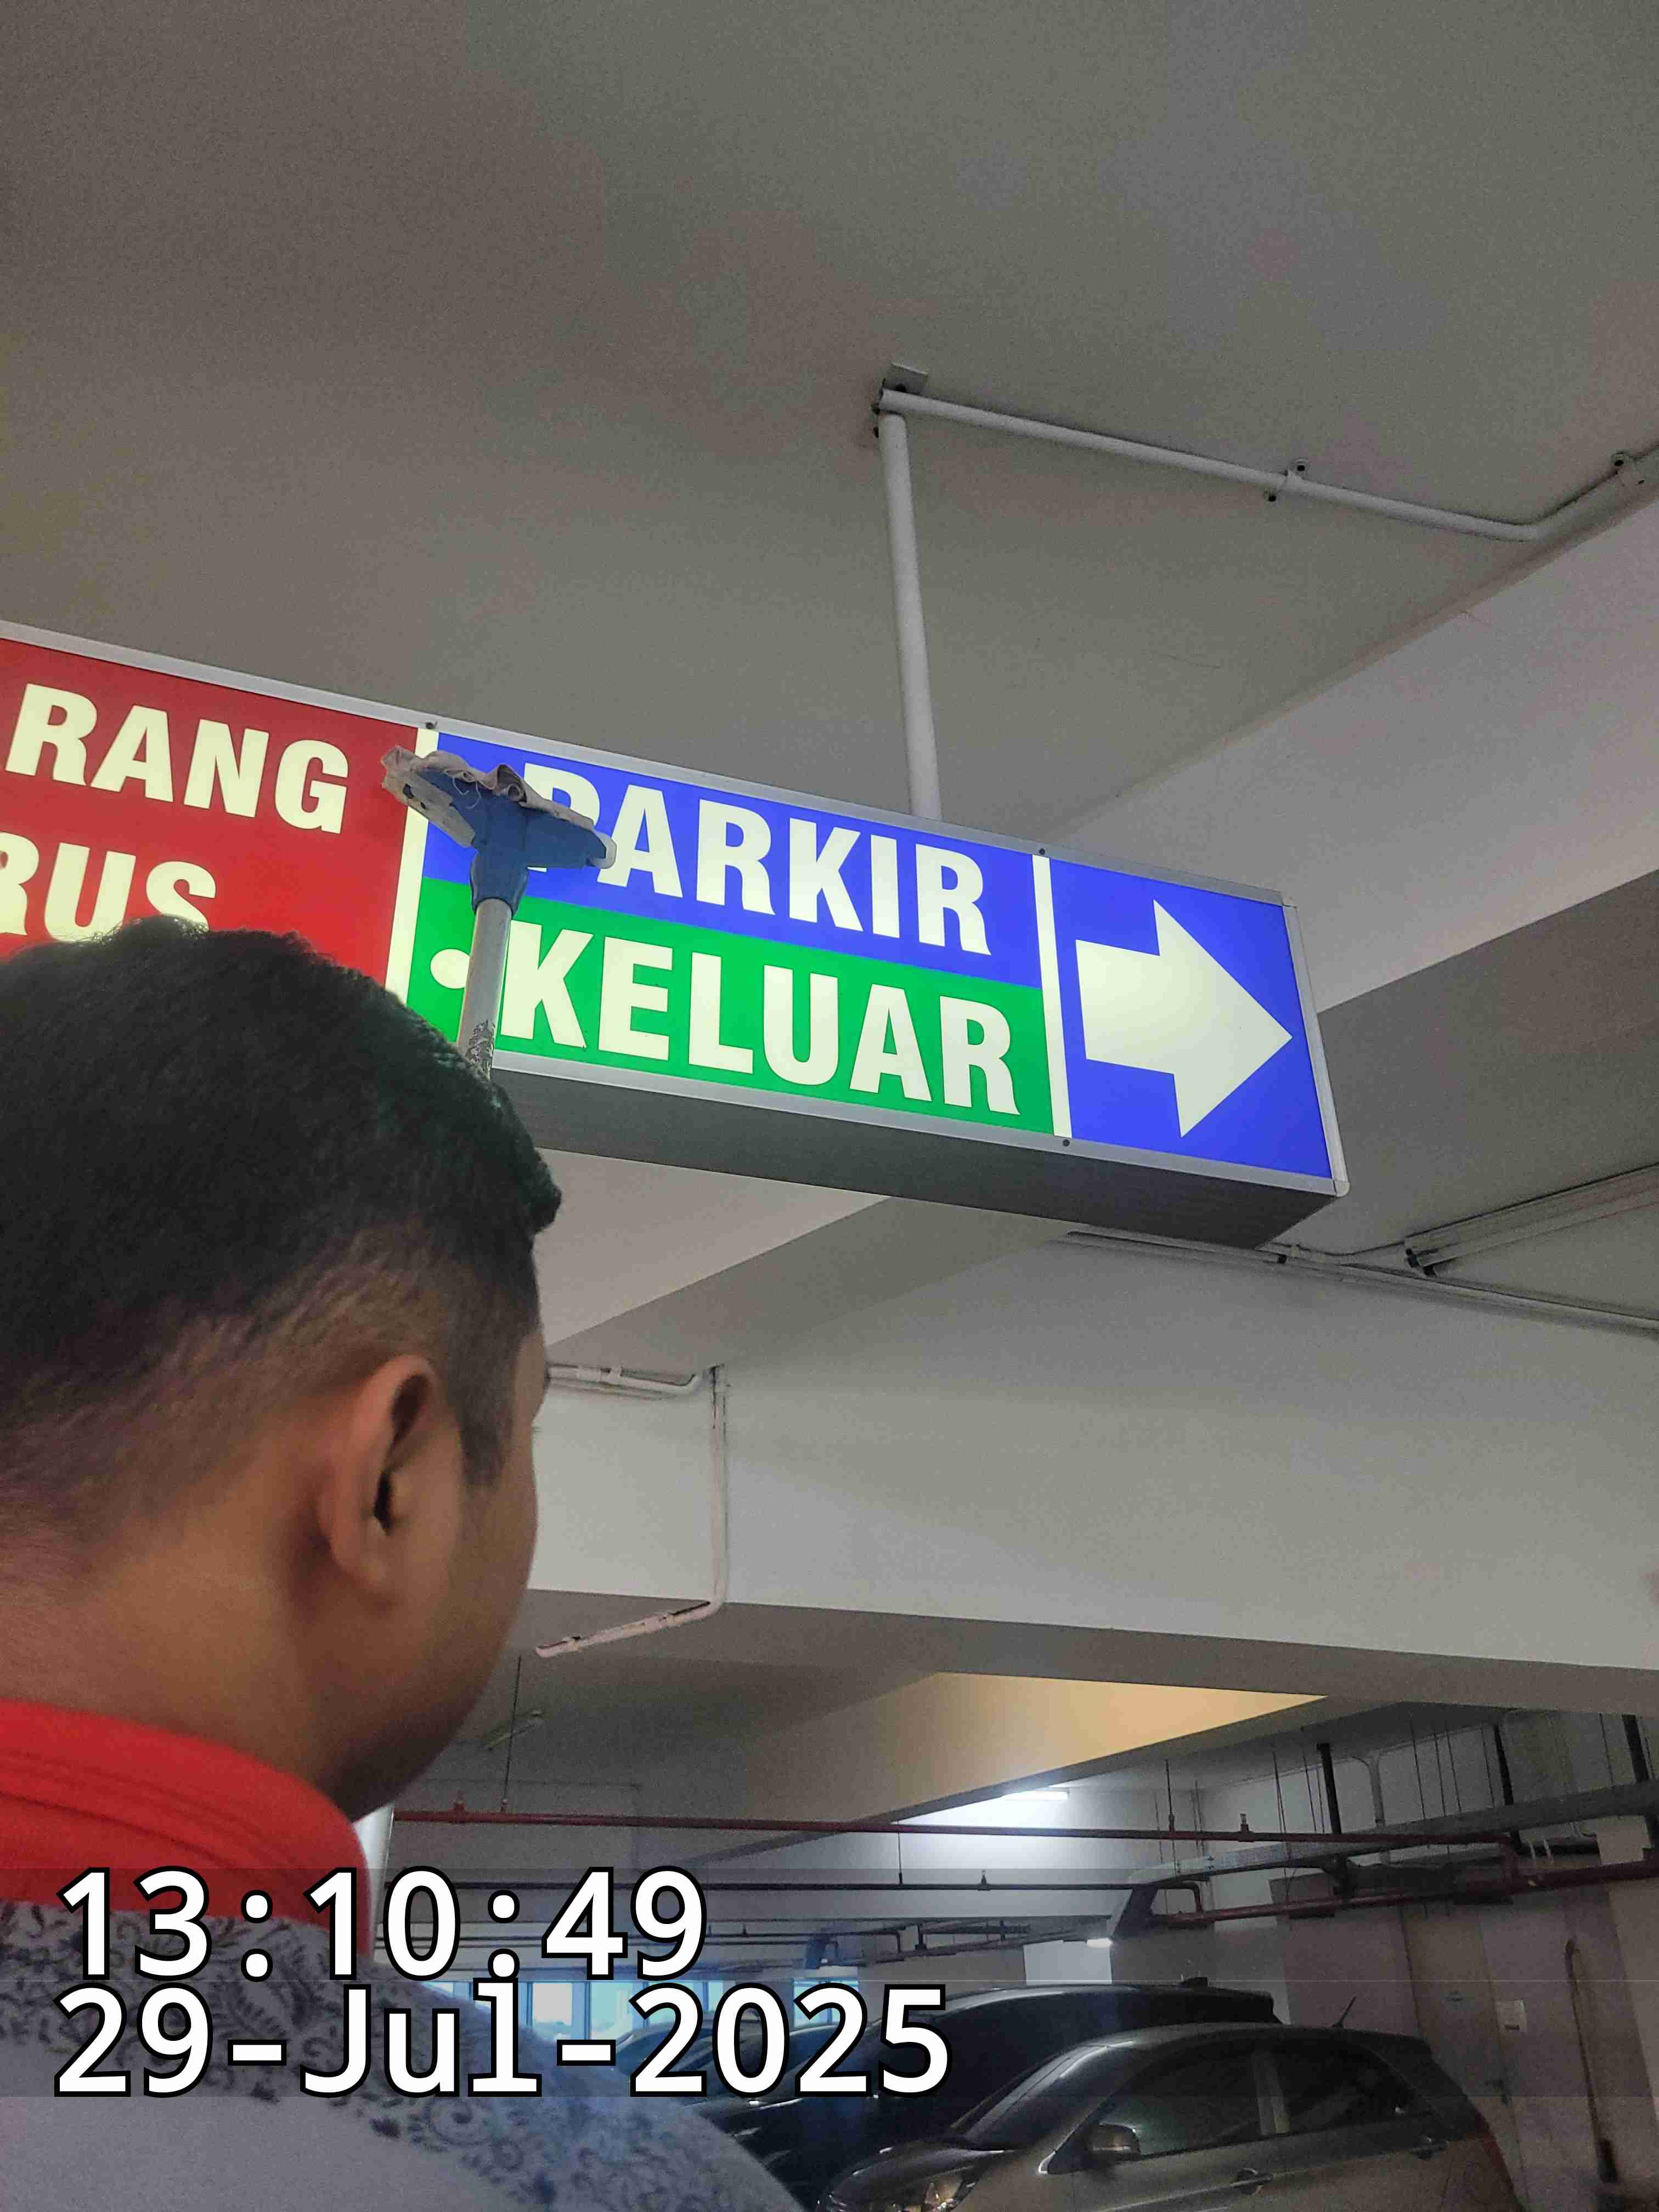 RANG
RUS
PARKIR
• KELUAR
13:10:49
29-Jul-2025